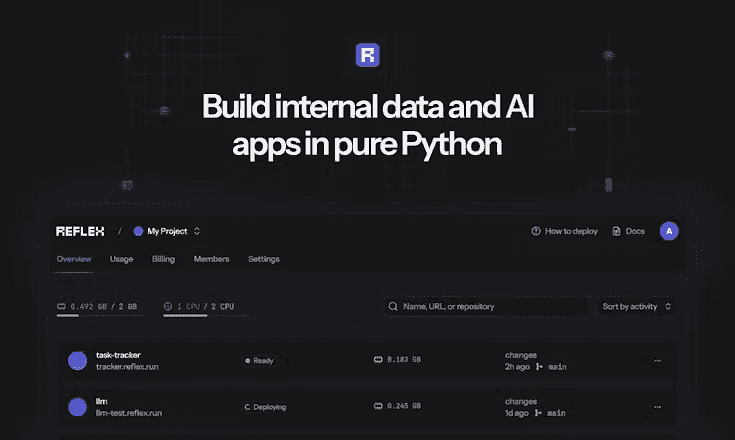 R
Build internal data and AI
apps in pure Python
REFLEX / My Project How to deploy Docs A
Overview Usage Billing Members Settings
0.492 GB / 2 GB 1 CPU / 2 CPU Name, URL, or repository Sort by activity
task-tracker changes
tracker.reflex.run Ready 0.183 GB 2h ago main ...
llm changes
llm-test.reflex.run Deploying 0.245 GB 1d ago main ...